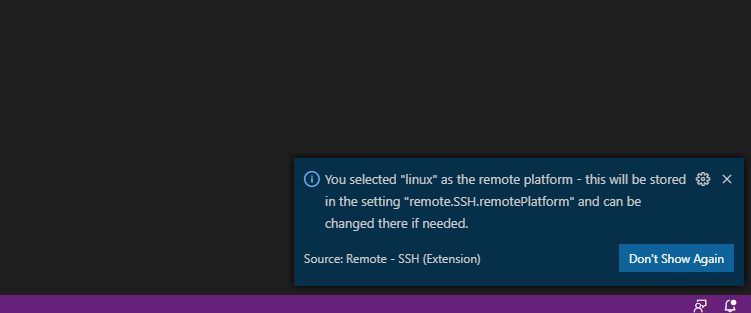 You selected "linux" as the remote platform - this will be stored
in the setting "remote.SSH.remotePlatform" and can be
changed there if needed.
Source: Remote - SSH (Extension)
Don't Show Again